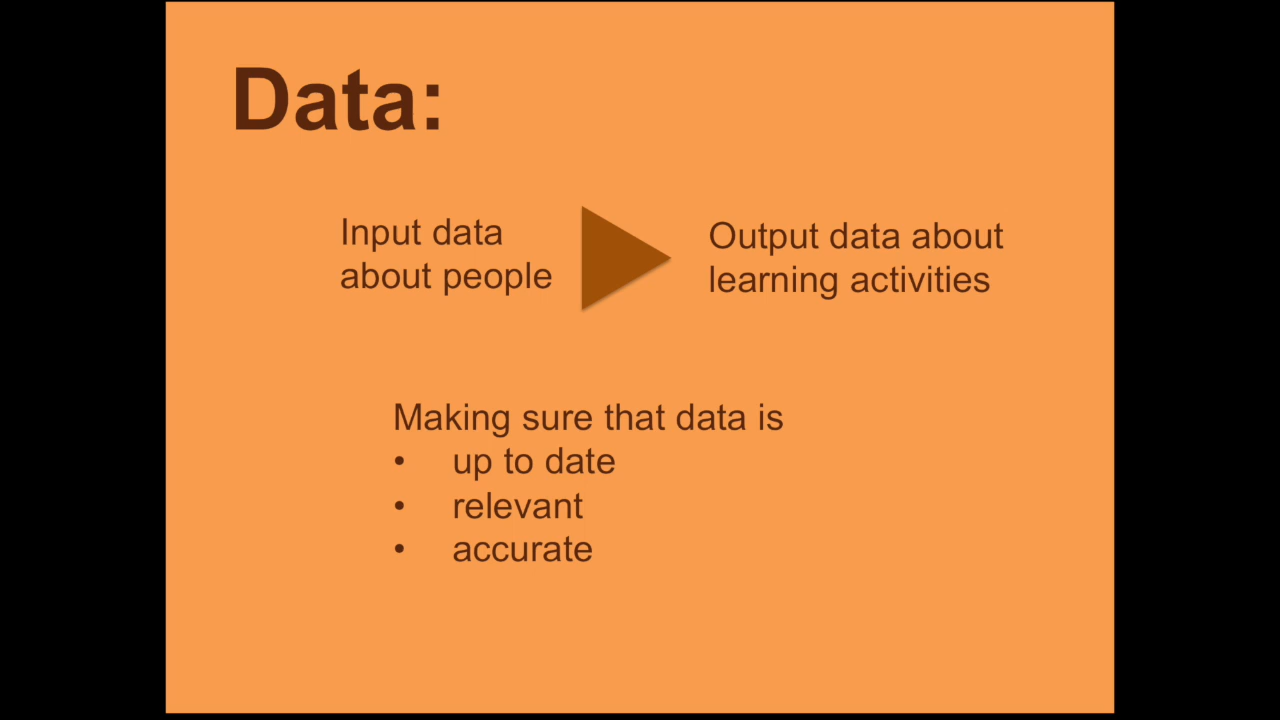 Data:
Input data
about people
Output data about
learning activities
Making sure that data is
• up to date
• relevant
• accurate